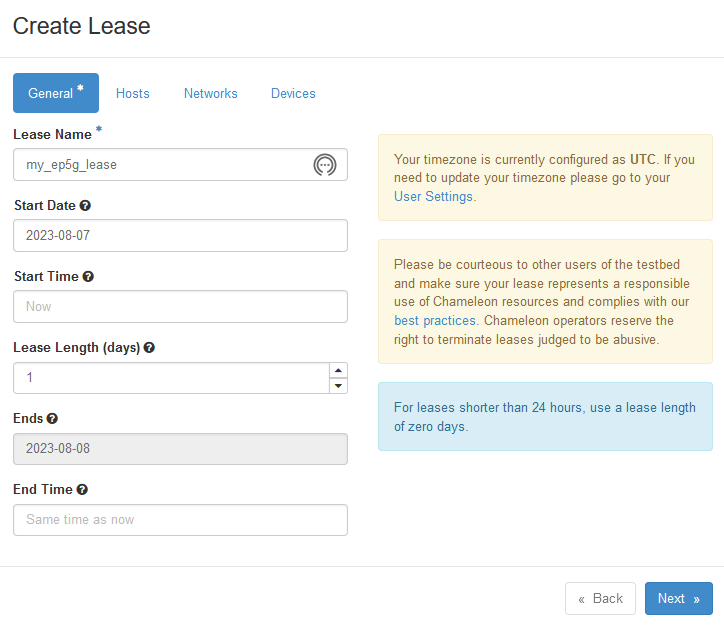 Create Lease
General *
Hosts
Networks
Devices
Lease Name *
my_ep5g_lease
Start Date
2023-08-07
Start Time
Now
Lease Length (days)
1
Ends
2023-08-08
End Time
Same time as now
Your timezone is currently configured as UTC. If you
need to update your timezone please go to your
User Settings.
Please be courteous to other users of the testbed
and make sure your lease represents a responsible
use of Chameleon resources and complies with our
best practices. Chameleon operators reserve the
right to terminate leases judged to be abusive.
For leases shorter than 24 hours, use a lease length
of zero days.
« Back
Next »